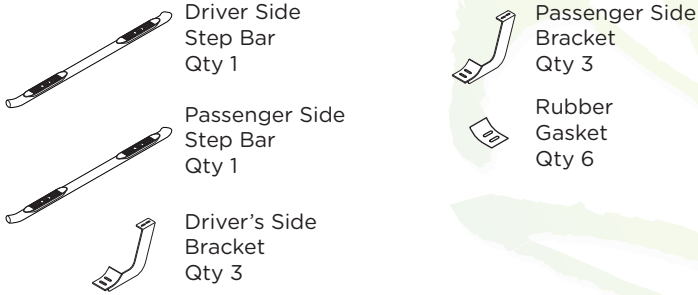 Driver Side
Step Bar
Qty 1
Passenger Side
Step Bar
Qty 1
Driver’s Side
Bracket
Qty 3
Passenger Side
Bracket
Qty 3
Rubber
Gasket
Qty 6